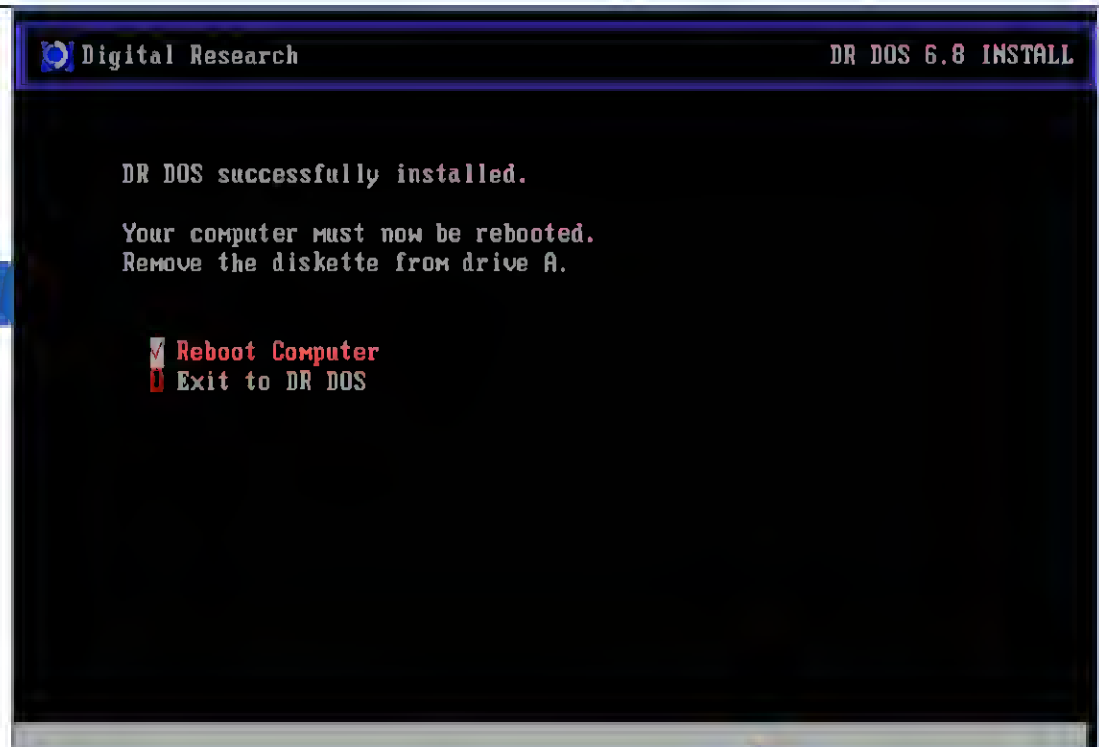 Digital Research
DR DOS 6.8 INSTALL
DR DOS successfully installed.
Your computer must now be rebooted.
Remove the diskette from drive A.
√ Reboot Computer
Exit to DR DOS